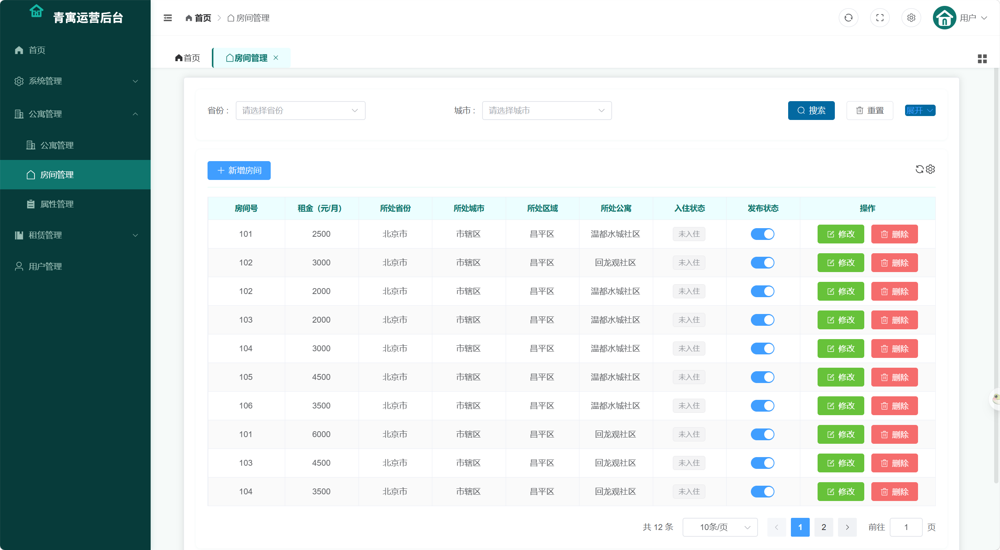 青寓运营后台
首页
系统管理
公寓管理
公寓管理
房间管理
属性管理
租赁管理
用户管理
首页 房间管理
用户
首页 房间管理
省份： 请选择省份 城市： 请选择城市 搜索 重置 展开
新增房间
房间号 租金（元/月） 所处省份 所处城市 所处区域 所处公寓 入住状态 发布状态 操作
101 2500 北京市 市辖区 昌平区 温都水城社区 未入住 修改 删除
102 3000 北京市 市辖区 昌平区 回龙观社区 未入住 修改 删除
102 2000 北京市 市辖区 昌平区 温都水城社区 未入住 修改 删除
103 2000 北京市 市辖区 昌平区 温都水城社区 未入住 修改 删除
104 3000 北京市 市辖区 昌平区 温都水城社区 未入住 修改 删除
105 4500 北京市 市辖区 昌平区 温都水城社区 未入住 修改 删除
106 3500 北京市 市辖区 昌平区 温都水城社区 未入住 修改 删除
101 6000 北京市 市辖区 昌平区 回龙观社区 未入住 修改 删除
103 4500 北京市 市辖区 昌平区 回龙观社区 未入住 修改 删除
104 3500 北京市 市辖区 昌平区 回龙观社区 未入住 修改 删除
共 12 条 10条/页 1 2 前往 1 页